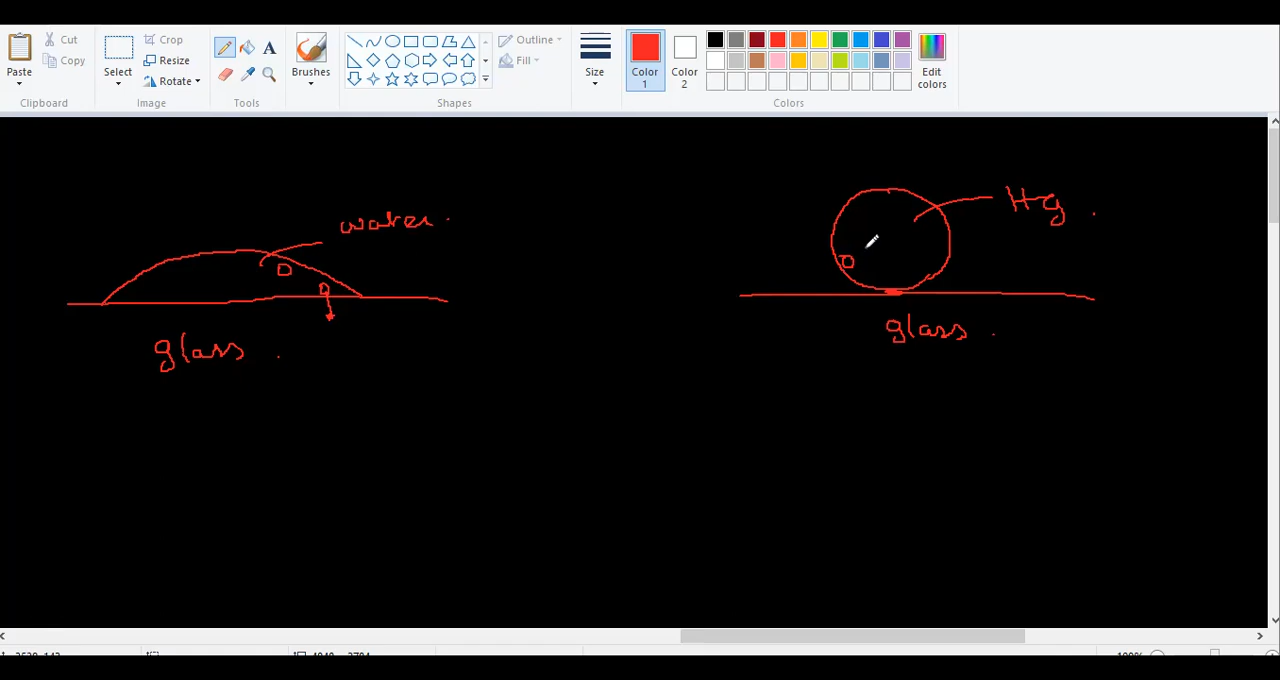 Cut
Copy
Paste
Clipboard
Select
Crop
Resize
Rotate
Image
A
Tools
Brushes
Outline
Fill
Shapes
Size
Color 1
Color 2
Edit colors
Colors
water.
glass.
Hg.
glass.